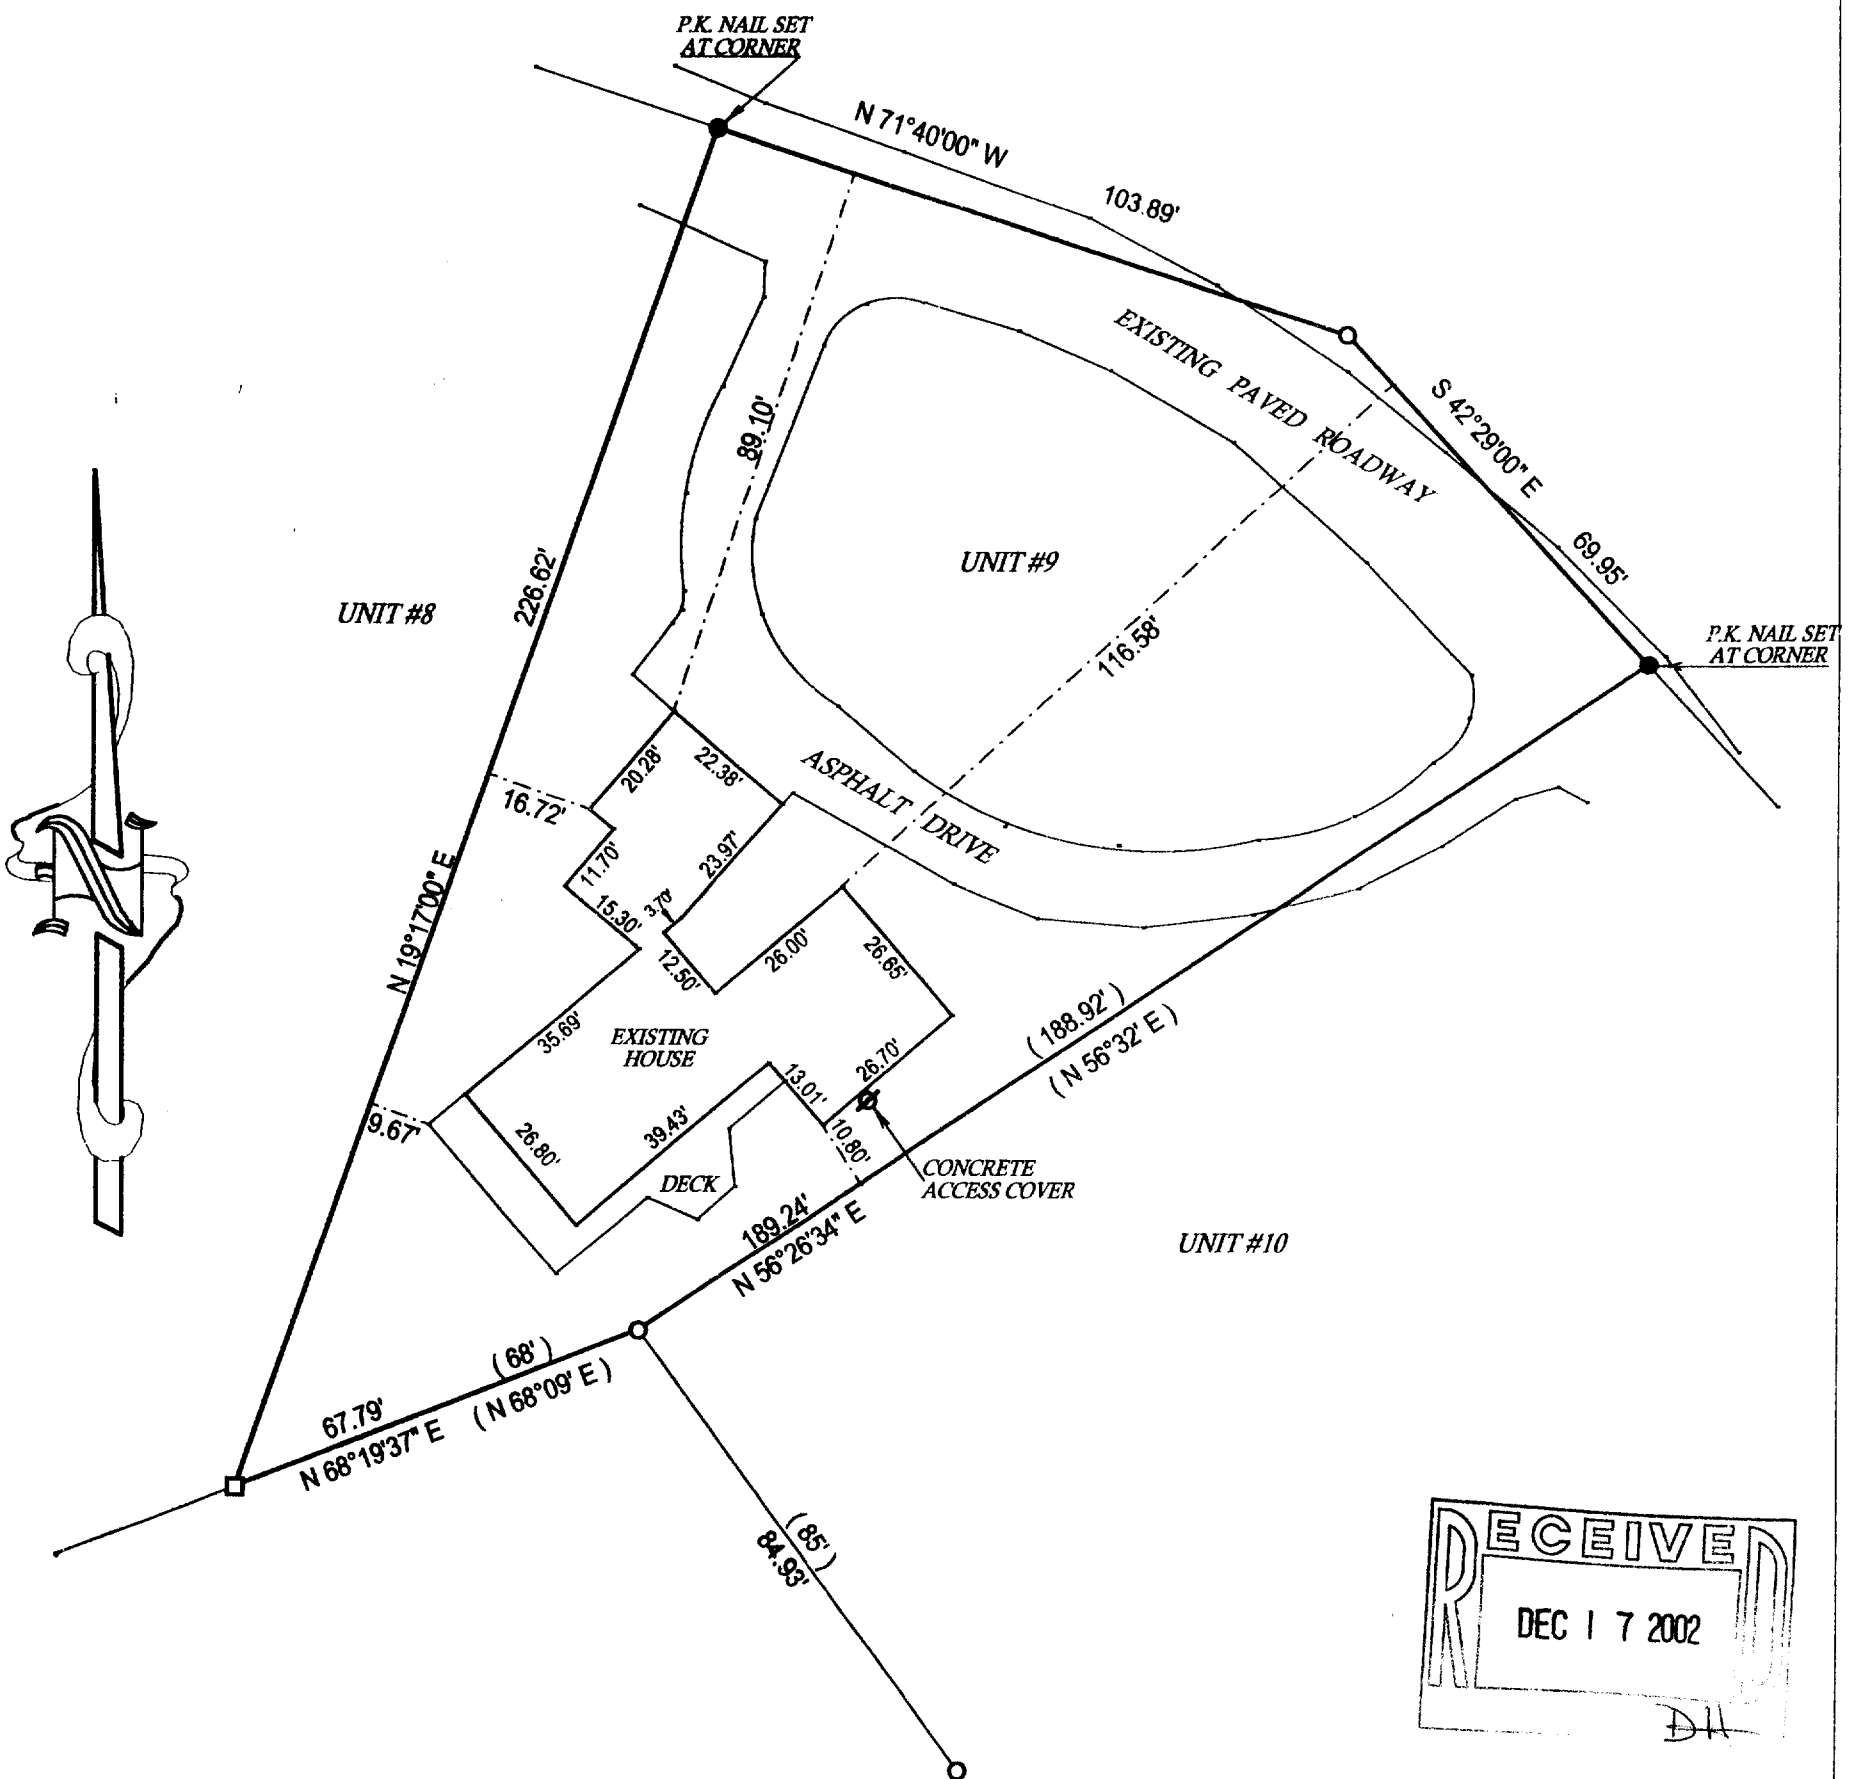 P.K. NAIL SET
AT CORNER
N 71°40'00" W
103.89'
EXISTING PAVED ROADWAY
S 42°29'00" E
69.95'
P.K. NAIL SET
AT CORNER
89.10'
UNIT #9
226.62'
UNIT #8
116.58'
20.28'
22.38'
ASPHALT DRIVE
16.72'
23.97'
11.70'
15.30'
3.70'
N 19°17'00" E
12.50'
26.00'
26.65'
35.69'
EXISTING
HOUSE
26.70'
( 188.92' )
( N 56°32' E )
13.01'
9.67'
26.80'
39.43'
10.80'
DECK
CONCRETE
ACCESS COVER
189.24'
N 56°26'34" E
UNIT #10
( 68' )
( N 68°09' E )
67.79'
N 68°19'37" E
( 85' )
84.93'
RECEIVED
DEC 17 2002
DH